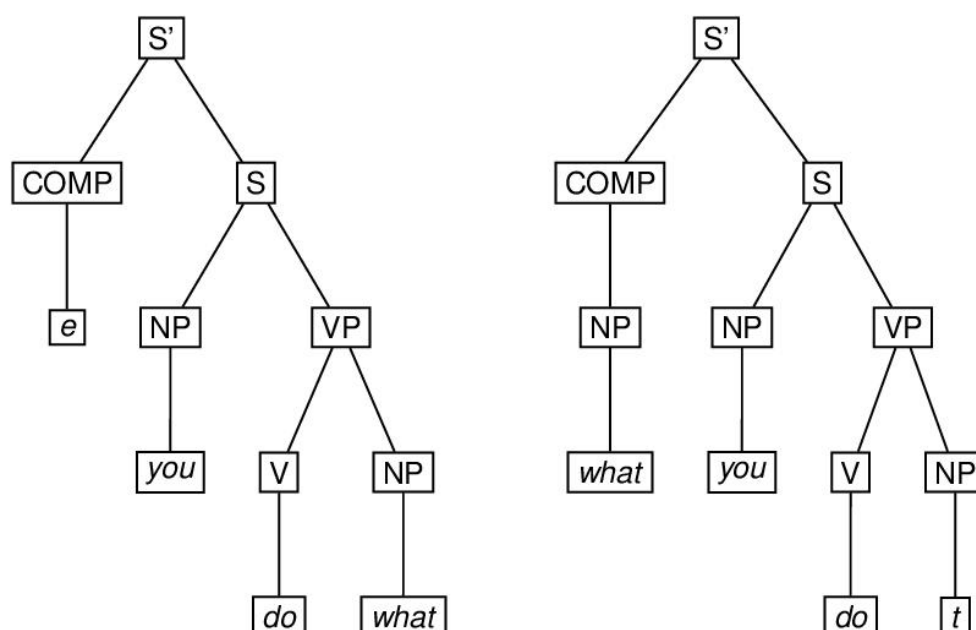 S' S'
COMP S COMP S
e NP VP NP NP VP
you V NP what you V NP
do what do t